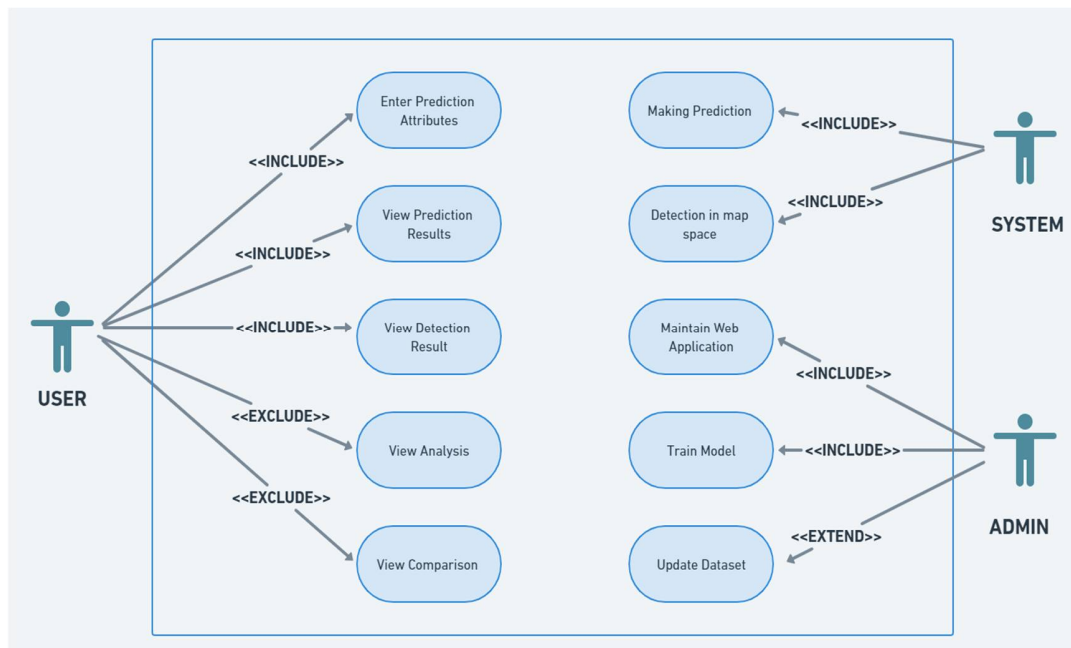 Enter Prediction
Attributes
Making Prediction
<<INCLUDE>>
<<INCLUDE>>
View Prediction
Results
Detection in map
space
<<INCLUDE>>
SYSTEM
<<INCLUDE>>
<<INCLUDE>>
View Detection
Result
Maintain Web
Application
<<INCLUDE>>
USER
<<EXCLUDE>>
View Analysis
Train Model
<<INCLUDE>>
<<EXCLUDE>>
ADMIN
<<EXTEND>>
View Comparison
Update Dataset